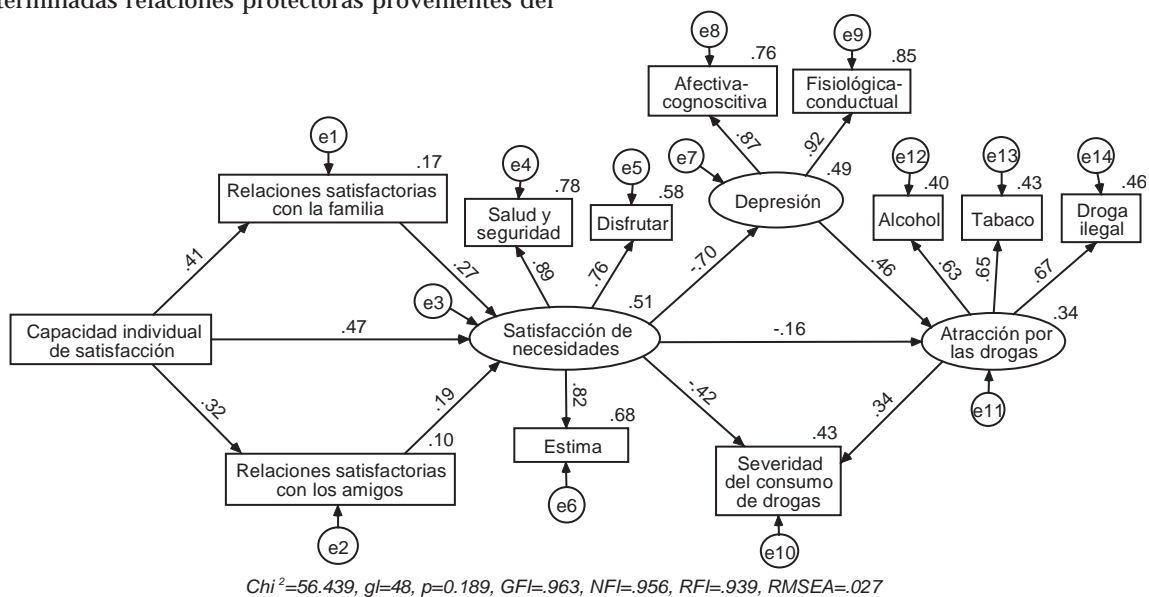 terminadas relaciones protectoras provenientes del
e8
e9
.76
.85
Afectiva-
cognoscitiva
Fisiológica-
conductual
e1
e4
e5
e7
.87
.92
e12
e13
e14
.17
.78
.58
.49
.40
.43
.46
Relaciones satisfactorias
con la familia
Salud y
seguridad
Disfrutar
Depresión
Alcohol
Tabaco
Droga
ilegal
.41
.27
.89
.76
-.70
.46
.63
.65
.67
e3
.51
.34
Capacidad individual
de satisfacción
.47
Satisfacción de
necesidades
-.16
Atracción por
las drogas
.32
.19
.82
-.42
.34
e11
.10
.68
.43
Relaciones satisfactorias
con los amigos
Estima
Severidad
del consumo
de drogas
e2
e6
e10
Chi ²=56.439, gl=48, p=0.189, GFI=.963, NFI=.956, RFI=.939, RMSEA=.027